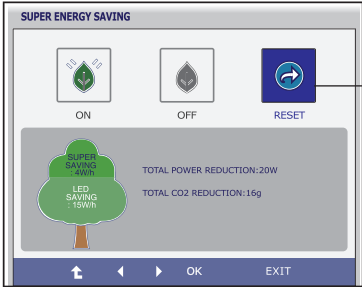 SUPER ENERGY SAVING
ON OFF RESET
SUPER
SAVING
: 4W/h
LED
SAVING
: 15W/h
TOTAL POWER REDUCTION:20W
TOTAL CO2 REDUCTION:16g
OK EXIT